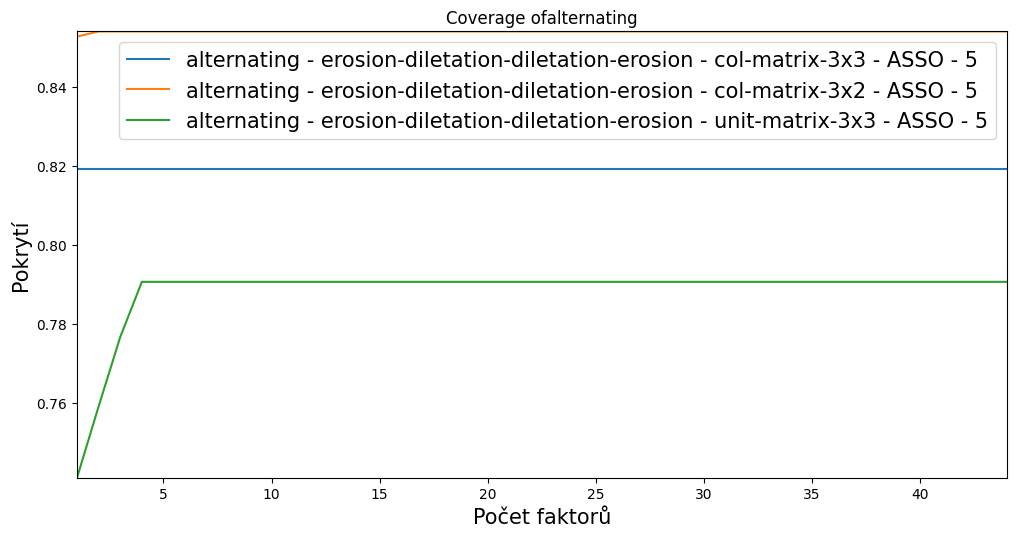 Coverage ofalternating
alternating - erosion-diletation-diletation-erosion - col-matrix-3x3 - ASSO - 5
alternating - erosion-diletation-diletation-erosion - col-matrix-3x2 - ASSO - 5
alternating - erosion-diletation-diletation-erosion - unit-matrix-3x3 - ASSO - 5
Pokrytí
0.84
0.82
0.80
0.78
0.76
5 10 15 20 25 30 35 40
Počet faktorů